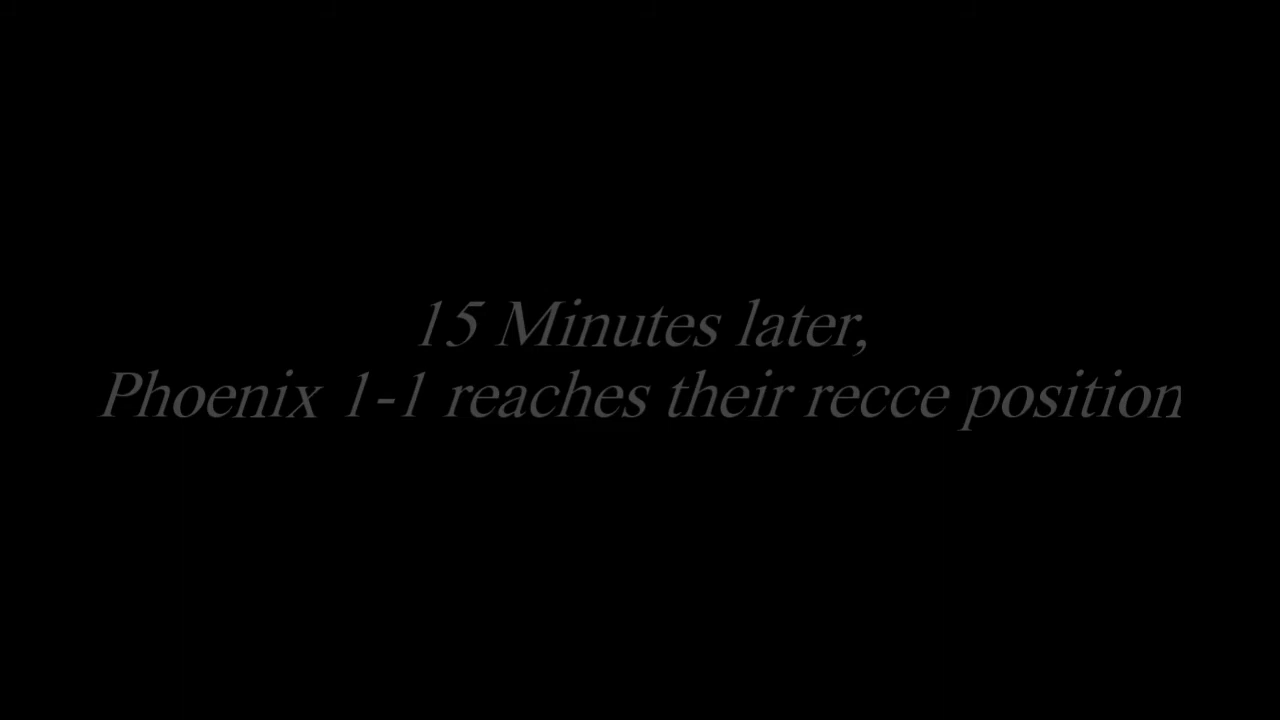 15 Minutes later,
Phoenix 1-1 reaches their recce position